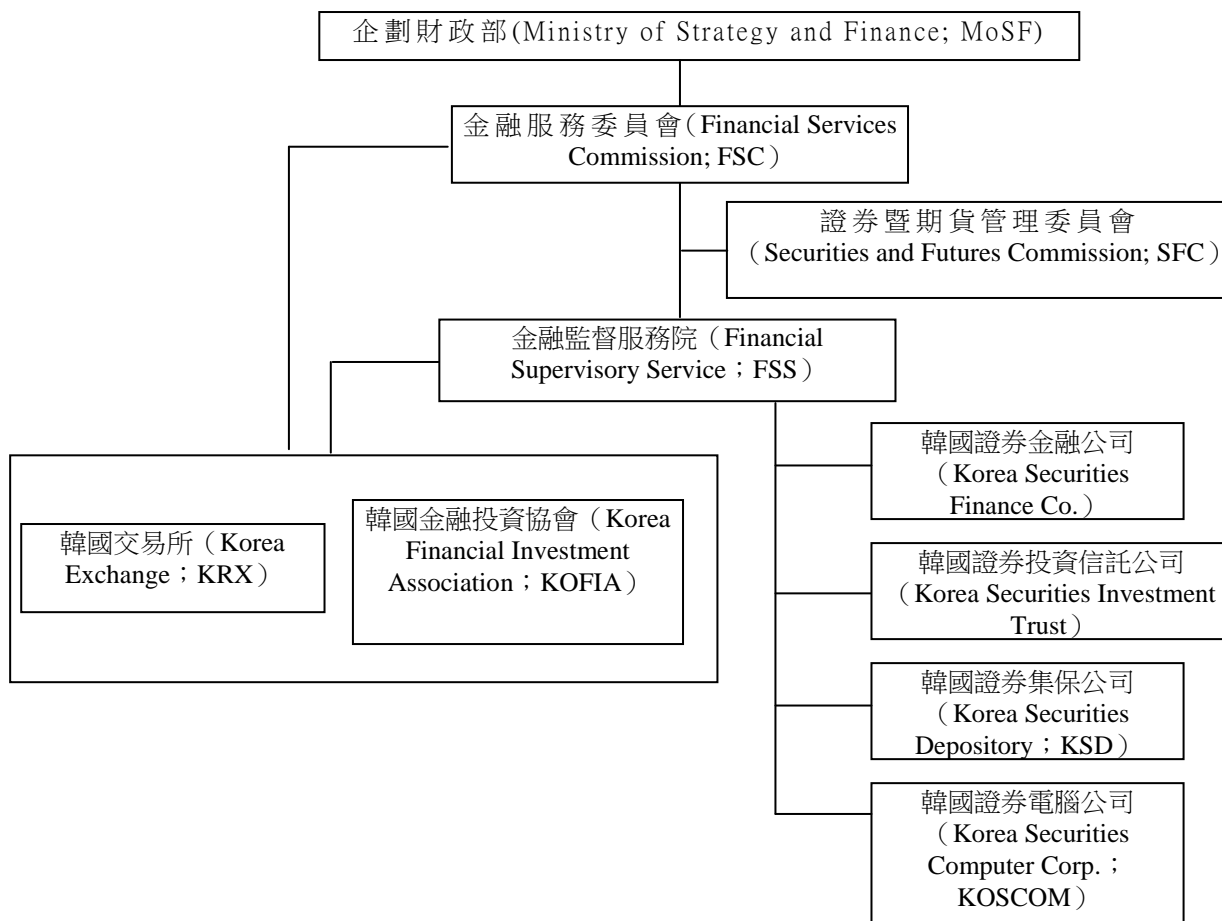 企劃財政部(Ministry of Strategy and Finance; MoSF)
金融服務委員會（Financial Services
Commission; FSC）
證券暨期貨管理委員會
（Securities and Futures Commission; SFC）
金融監督服務院（Financial
Supervisory Service；FSS）
韓國交易所（Korea
Exchange；KRX）
韓國金融投資協會（Korea
Financial Investment
Association；KOFIA）
韓國證券金融公司
（Korea Securities
Finance Co.）
韓國證券投資信託公司
（Korea Securities Investment
Trust）
韓國證券集保公司
（Korea Securities
Depository；KSD）
韓國證券電腦公司
（Korea Securities
Computer Corp.；
KOSCOM）